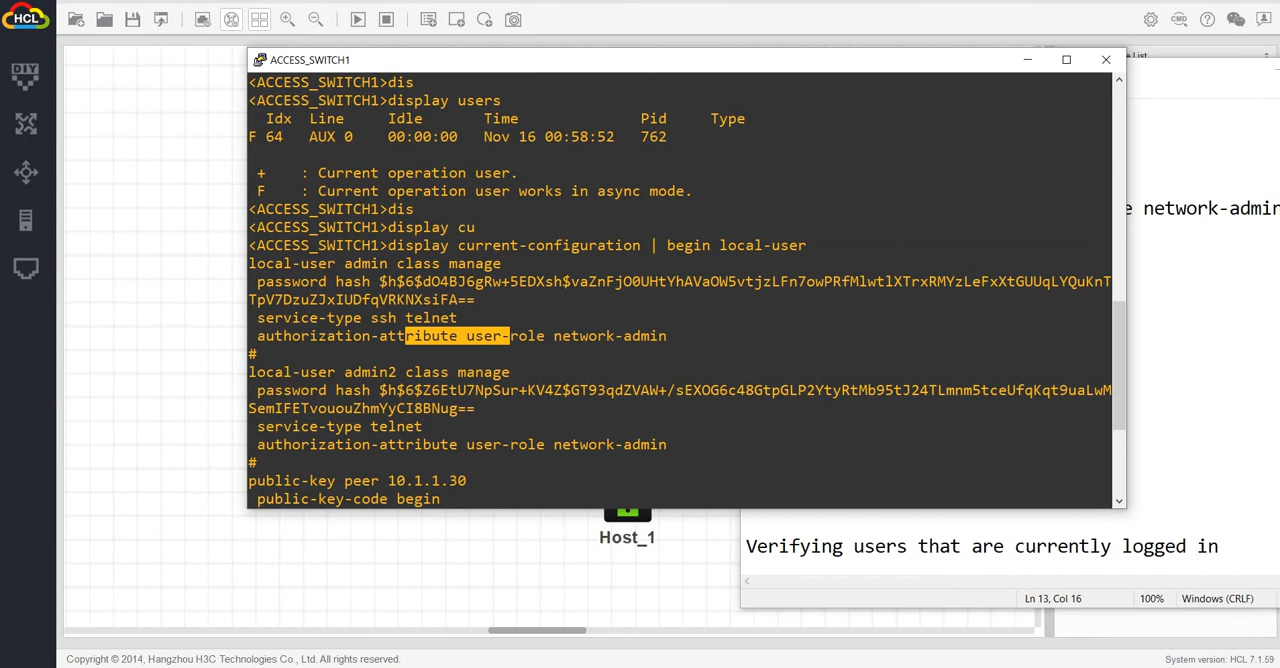 HCL
DIY
CMD
ACCESS_SWITCH1
<ACCESS_SWITCH1>dis
<ACCESS_SWITCH1>display users
Idx Line Idle Time Pid Type
F 64 AUX 0 00:00:00 Nov 16 00:58:52 762
+ : Current operation user.
F : Current operation user works in async mode.
<ACCESS_SWITCH1>dis
<ACCESS_SWITCH1>display cu
<ACCESS_SWITCH1>display current-configuration | begin local-user
local-user admin class manage
password hash $h$6$dO4BJ6gRw+5EDXsh$vaZnFjO0UHtYhAVaOW5vtjzLFn7owPRfMlwtlXTrxRMYzLeFxXtGUUqLYQuKnT
TpV7DzuZJxIUDfqVRKNXsiFA==
service-type ssh telnet
authorization-attribute user-role network-admin
#
local-user admin2 class manage
password hash $h$6$Z6EtU7NpSur+KV4Z$GT93qdZVAW+/sEXOG6c48GtpGLP2YtyRtMb95tJ24TLmnm5tceUfqKqt9uaLwM
SemIFETvououZhmYyCI8BNug==
service-type telnet
authorization-attribute user-role network-admin
#
public-key peer 10.1.1.30
public-key-code begin
e network-admin
Host_1
Verifying users that are currently logged in
Ln 13, Col 16 100% Windows (CRLF)
Copyright © 2014, Hangzhou H3C Technologies Co., Ltd. All rights reserved.
System version: HCL 7.1.59